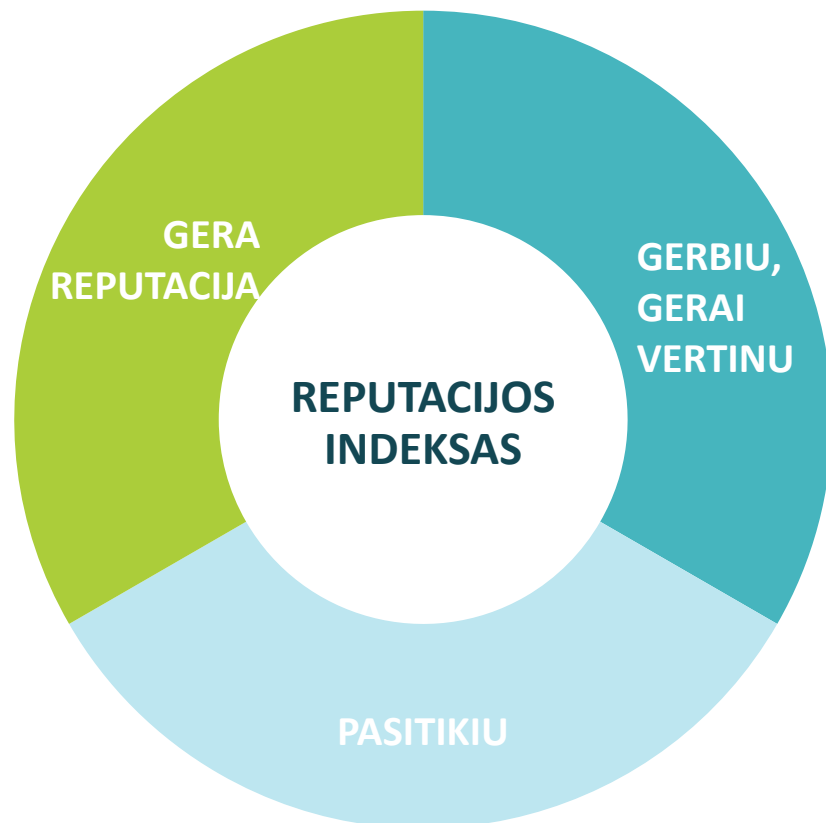 GERA
REPUTACIJA
GERBIU,
GERAI
VERTINU
REPUTACIJOS
INDEKSAS
PASITIKIU